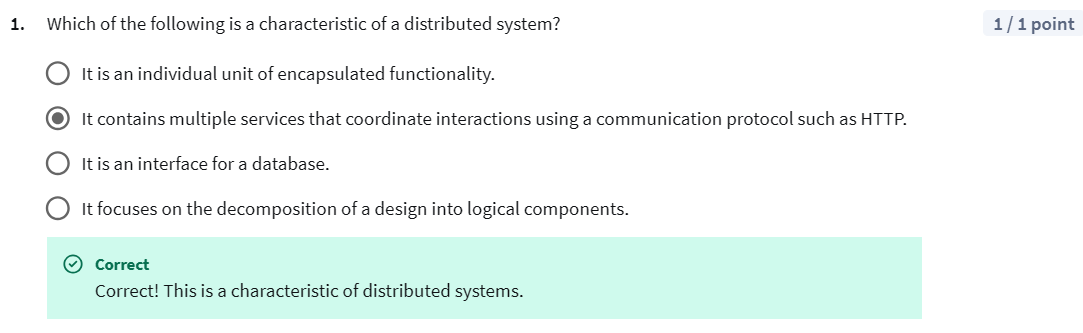 1. Which of the following is a characteristic of a distributed system? 1 / 1 point
It is an individual unit of encapsulated functionality.
It contains multiple services that coordinate interactions using a communication protocol such as HTTP.
It is an interface for a database.
It focuses on the decomposition of a design into logical components.
Correct
Correct! This is a characteristic of distributed systems.